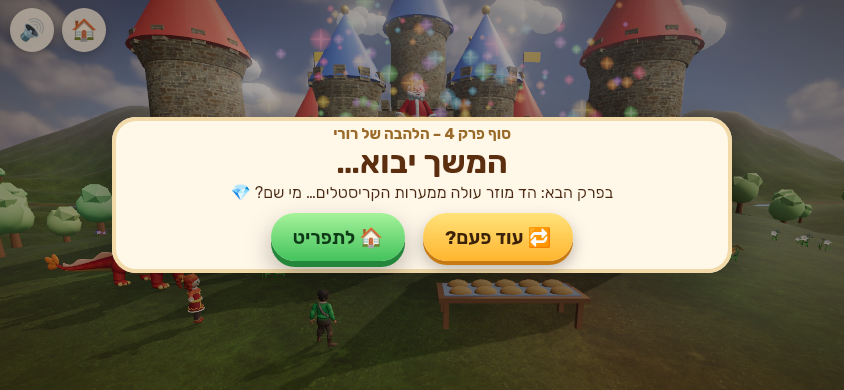 סוף פרק 4 – הלהבה של רורי
המשך יבוא...
בפרק הבא: הד מוזר עולה ממערות הקריסטלים... מי שם? 💎
🔁 עוד פעם?
🏠 לתפריט